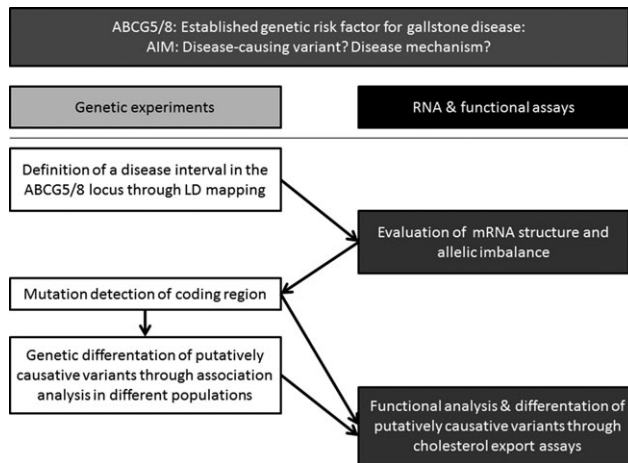 ABCG5/8: Established genetic risk factor for gallstone disease:
AIM: Disease-causing variant? Disease mechanism?
Genetic experiments
RNA & functional assays
Definition of a disease interval in the
ABCG5/8 locus through LD mapping
Evaluation of mRNA structure and
allelic imbalance
Mutation detection of coding region
Genetic differentation of putatively
causative variants through association
analysis in different populations
Functional analysis & differentation of
putatively causative variants through
cholesterol export assays